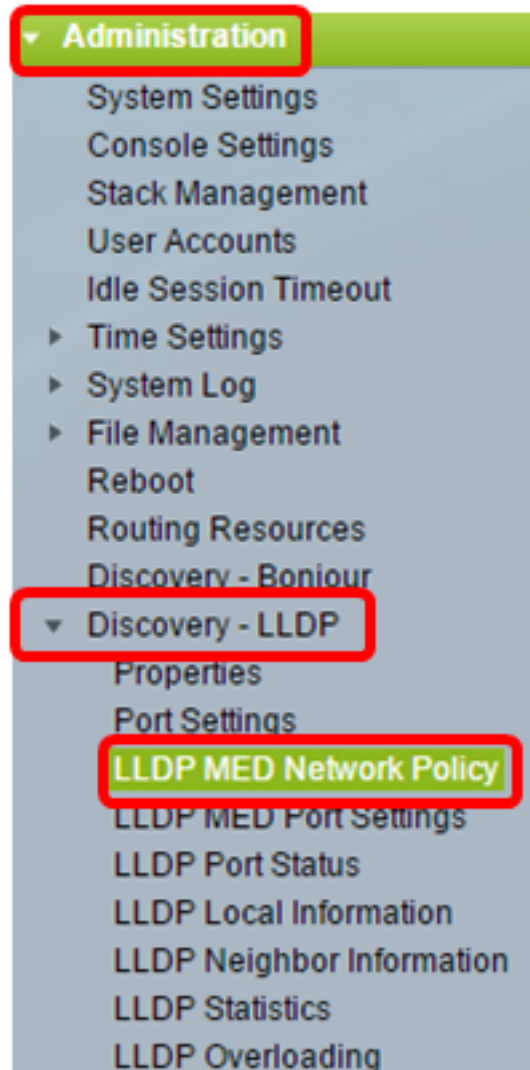 Administration
System Settings
Console Settings
Stack Management
User Accounts
Idle Session Timeout
Time Settings
System Log
File Management
Reboot
Routing Resources
Discovery - Bonjour
Discovery - LLDP
Properties
Port Settings
LLDP MED Network Policy
LLDP MED Port Settings
LLDP Port Status
LLDP Local Information
LLDP Neighbor Information
LLDP Statistics
LLDP Overloading